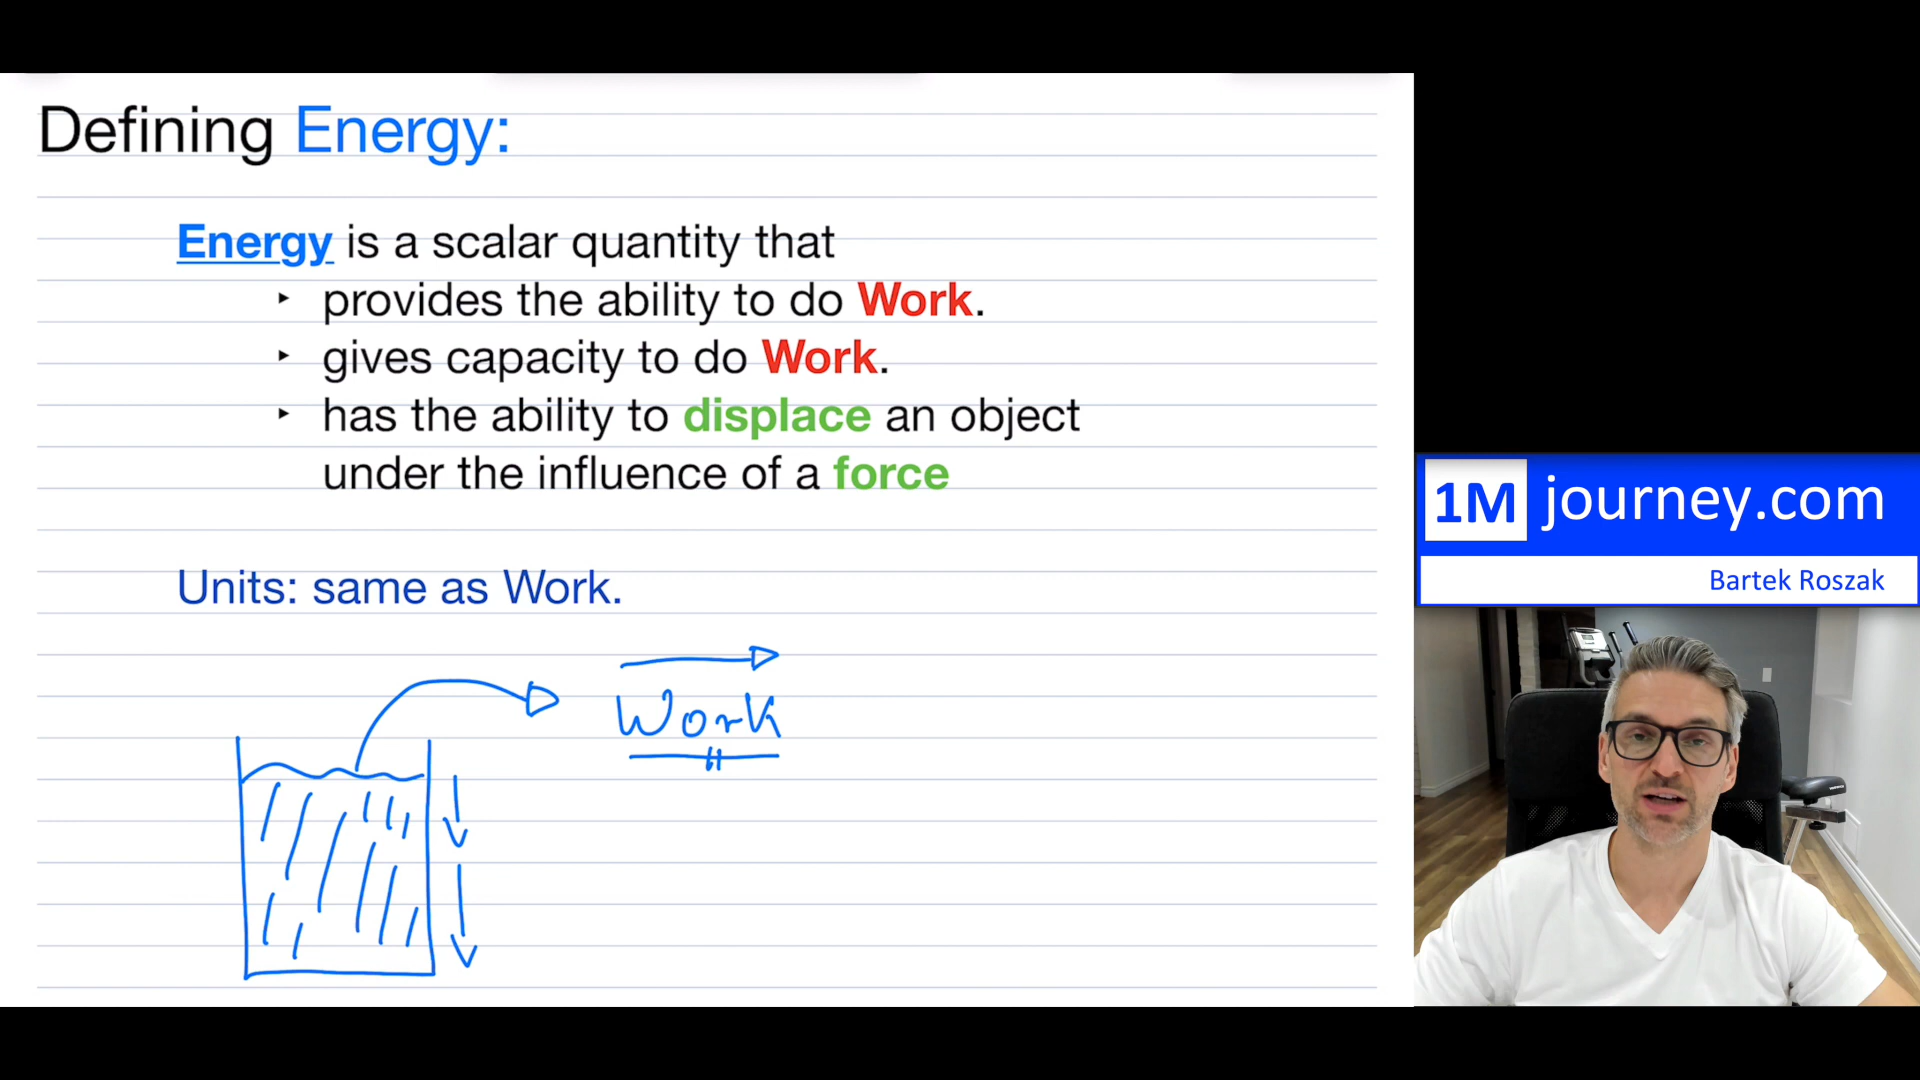 Defining Energy:
Energy is a scalar quantity that
‣ provides the ability to do Work.
‣ gives capacity to do Work.
‣ has the ability to displace an object
under the influence of a force
Units: same as Work.
Work
1M journey.com
Bartek Roszak